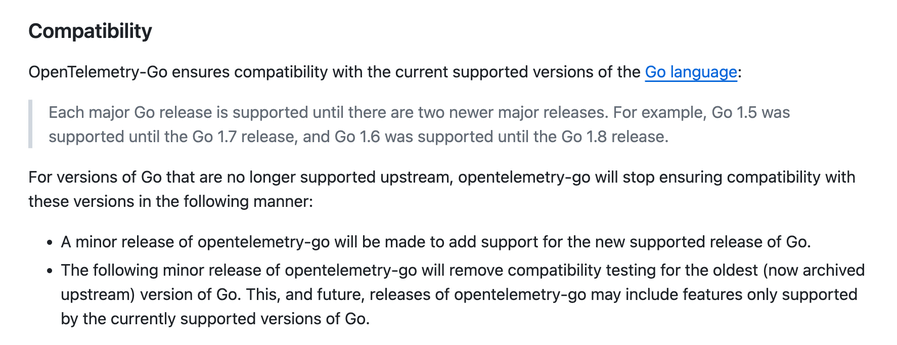 Compatibility
OpenTelemetry-Go ensures compatibility with the current supported versions of the Go language:
Each major Go release is supported until there are two newer major releases. For example, Go 1.5 was
supported until the Go 1.7 release, and Go 1.6 was supported until the Go 1.8 release.
For versions of Go that are no longer supported upstream, opentelemetry-go will stop ensuring compatibility with
these versions in the following manner:
• A minor release of opentelemetry-go will be made to add support for the new supported release of Go.
• The following minor release of opentelemetry-go will remove compatibility testing for the oldest (now archived
upstream) version of Go. This, and future, releases of opentelemetry-go may include features only supported
by the currently supported versions of Go.